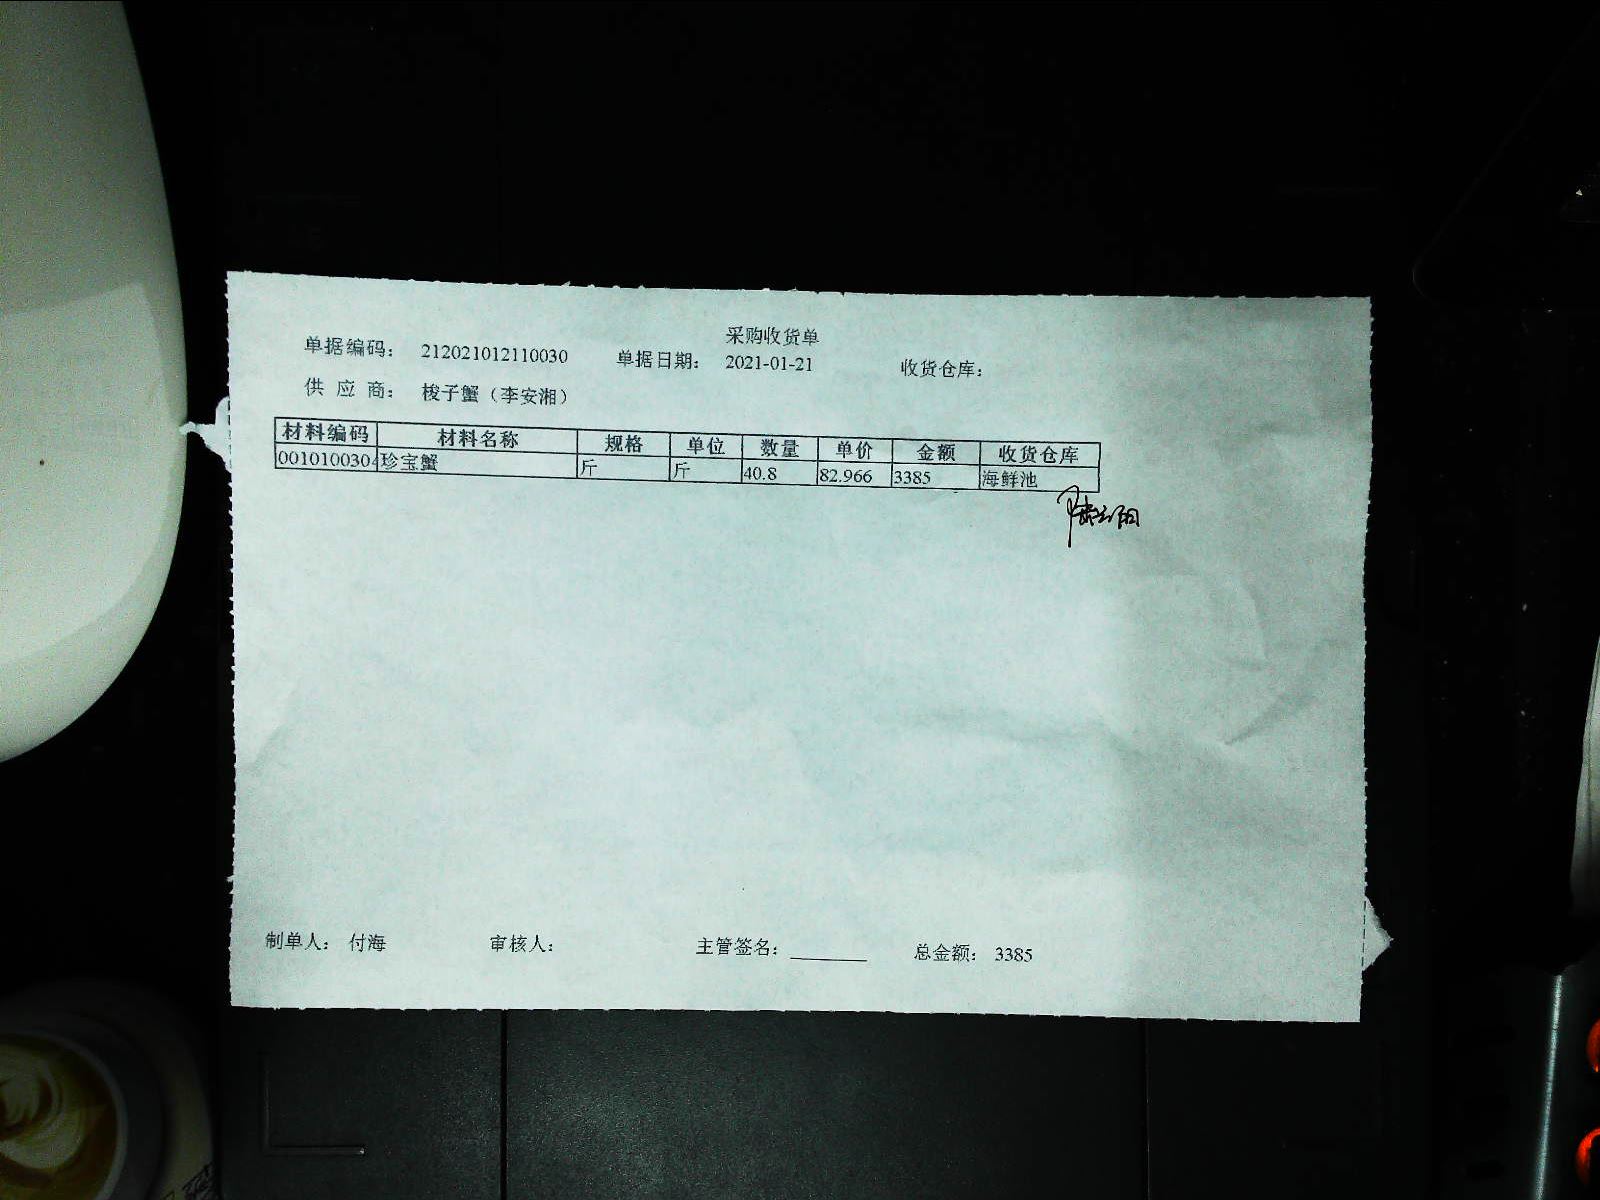 采购收货单
单据编码： 212021012110030 单据日期： 2021-01-21 收货仓库：
供 应 商： 梭子蟹（李安湘）
材料编码 材料名称 规格 单位 数量 单价 金额 收货仓库
0010100304 珍宝蟹 斤 斤 40.8 82.966 3385 海鲜池
制单人： 付海 审核人： 主管签名： 总金额： 3385